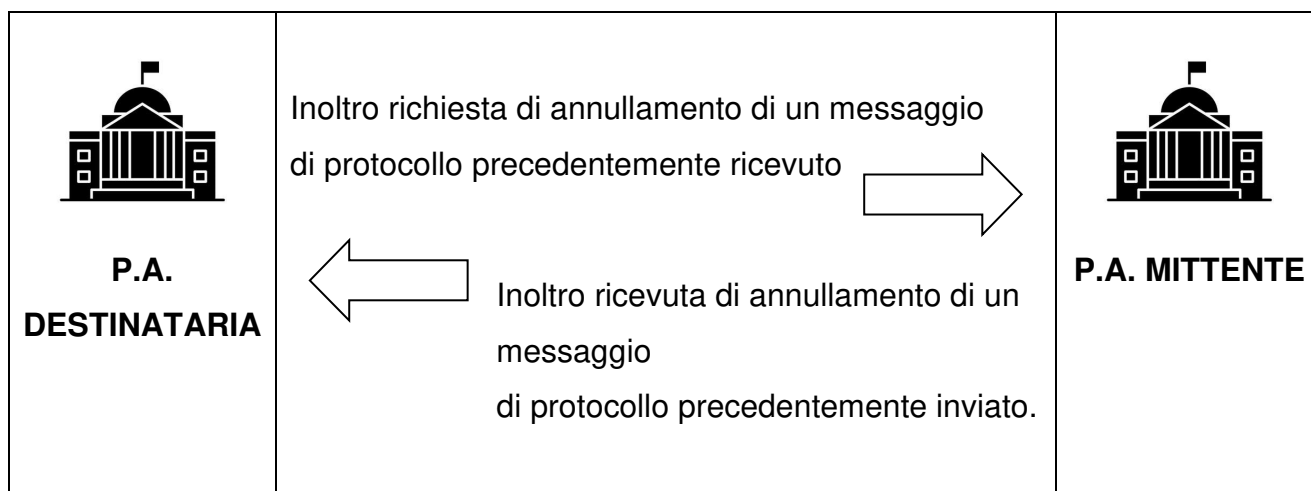 Inoltro richiesta di annullamento di un messaggio
di protocollo precedentemente ricevuto
P.A.
DESTINATARIA
P.A. MITTENTE
Inoltro ricevuta di annullamento di un
messaggio
di protocollo precedentemente inviato.